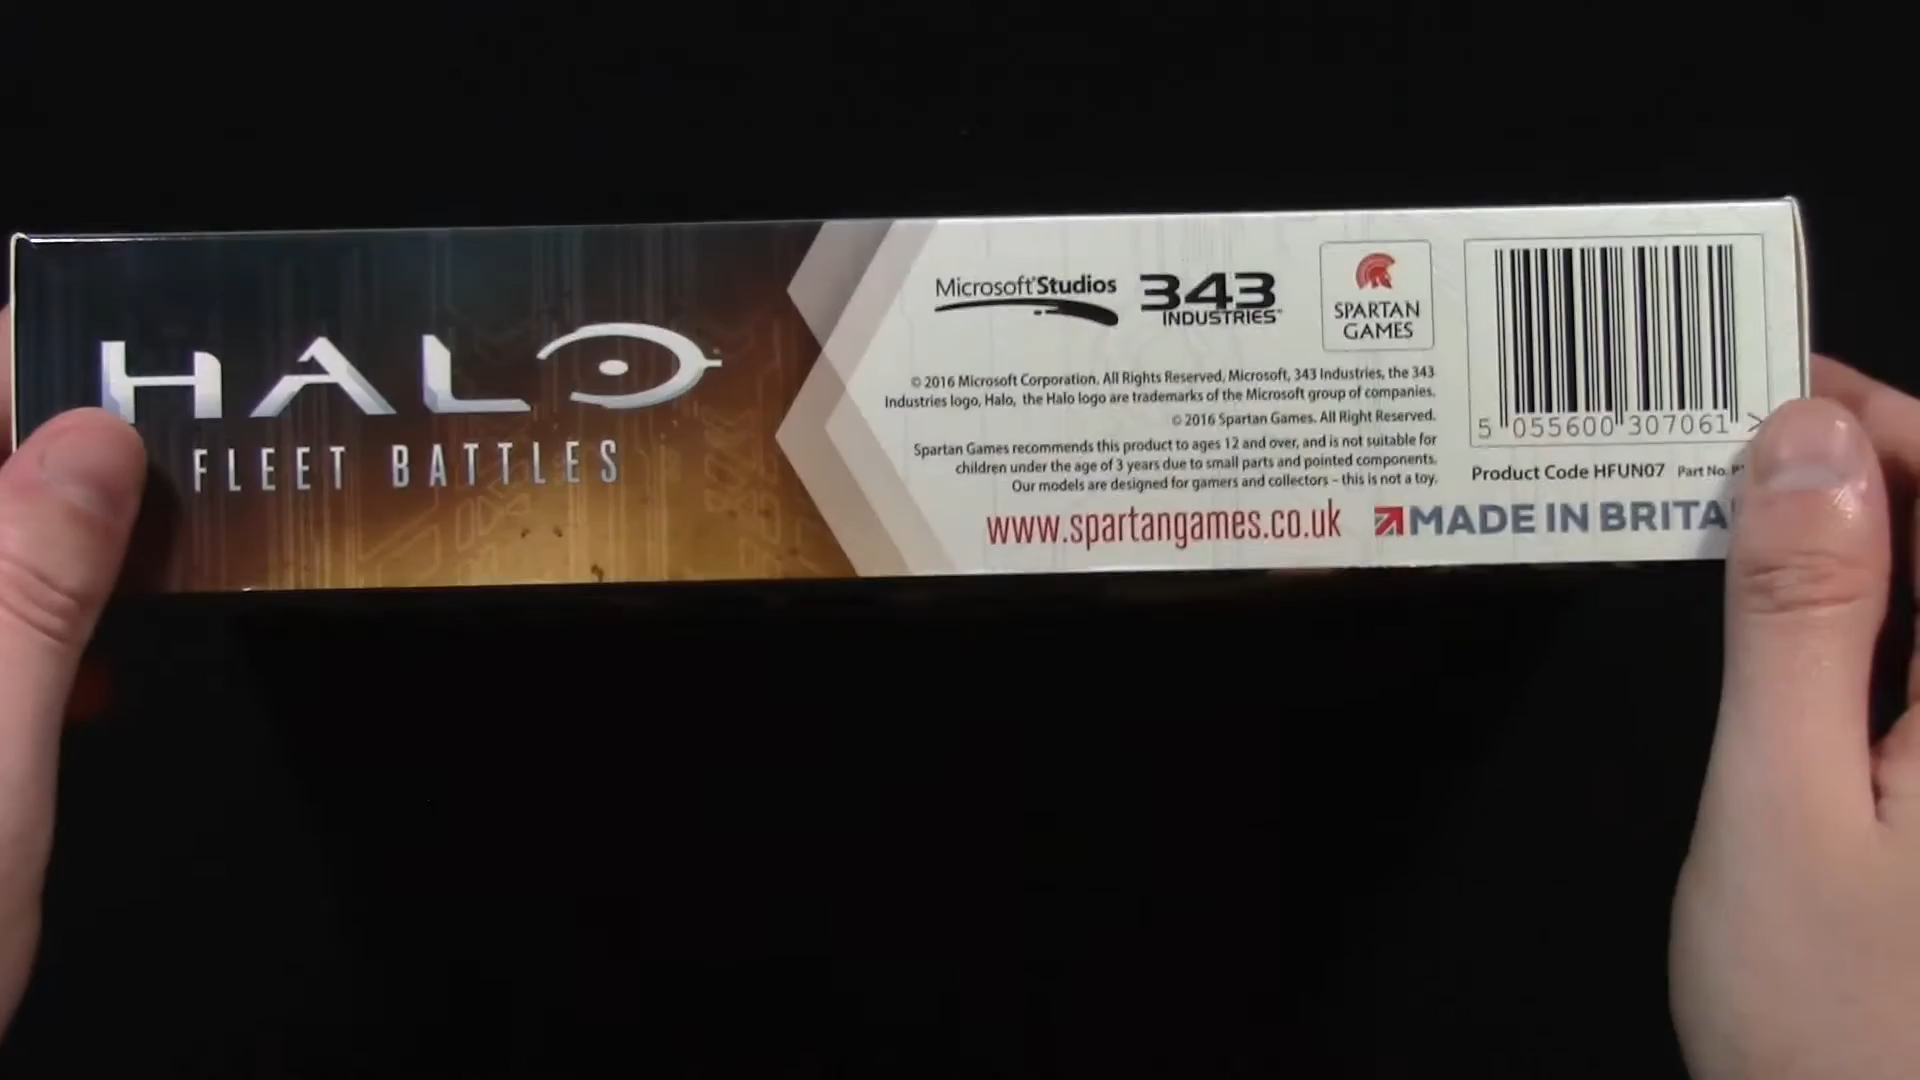 HALO
FLEET BATTLES
Microsoft Studios
343
INDUSTRIES™
SPARTAN
GAMES
© 2016 Microsoft Corporation. All Rights Reserved, Microsoft, 343 Industries, the 343
Industries logo, Halo, the Halo logo are trademarks of the Microsoft group of companies.
© 2016 Spartan Games. All Right Reserved.
Spartan Games recommends this product to ages 12 and over, and is not suitable for
children under the age of 3 years due to small parts and pointed components.
Our models are designed for gamers and collectors – this is not a toy.
www.spartangames.co.uk
5 055600 307061 >
Product Code HFUN07 Part No.
MADE IN